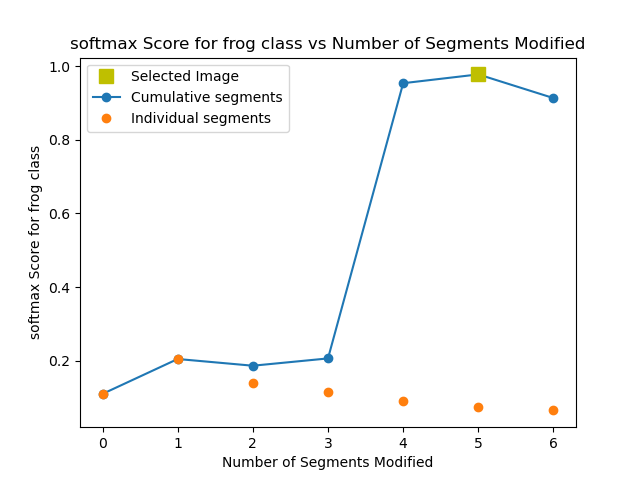 softmax Score for frog class vs Number of Segments Modified
1.0
0.8
0.6
0.4
0.2
softmax Score for frog class
Selected Image
Cumulative segments
Individual segments
0 1 2 3 4 5 6
Number of Segments Modified